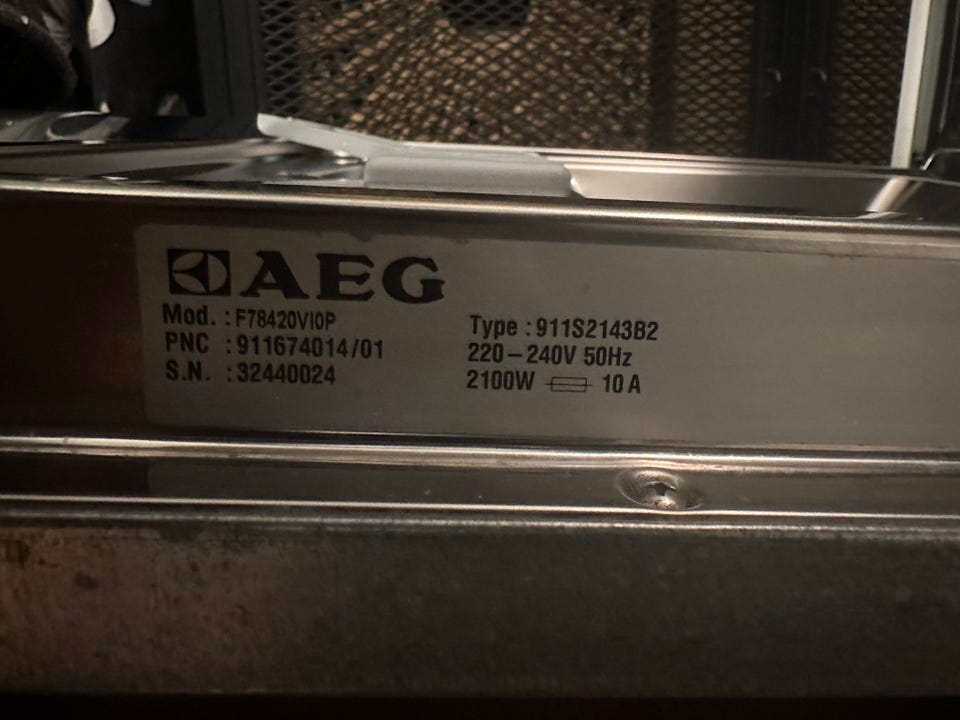 AEG
Mod. : F78420VI0P
PNC : 911674014/01
S.N. : 32440024
Type : 911S2143B2
220-240V 50Hz
2100W 10 A